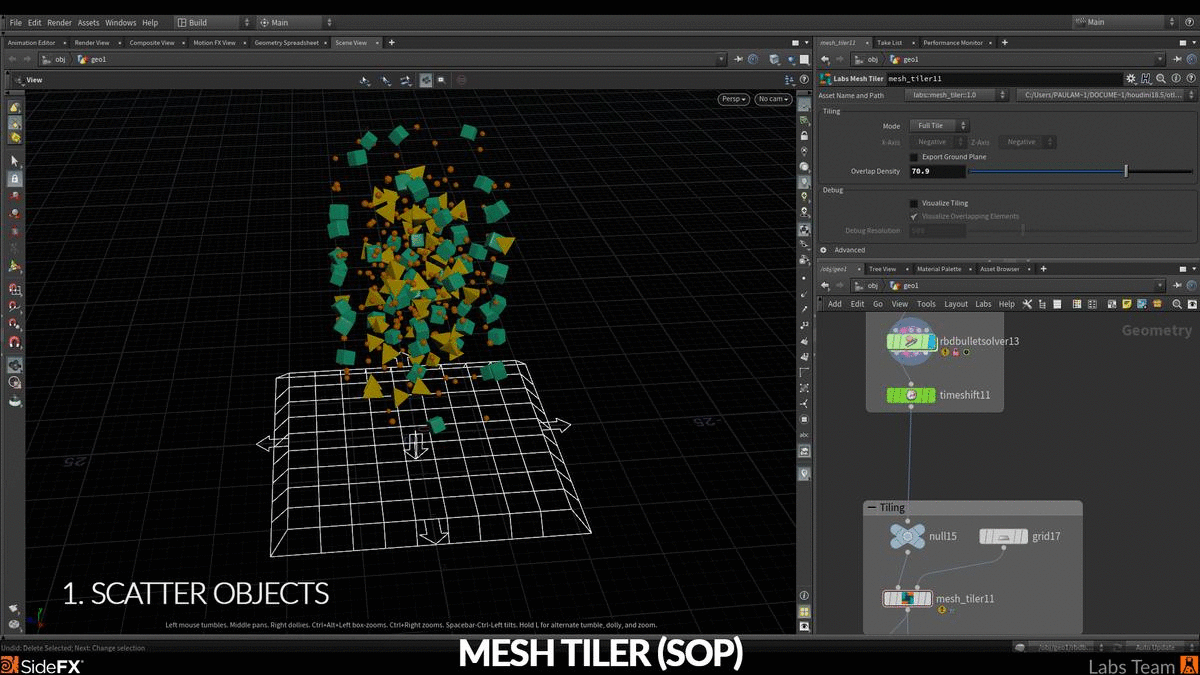 File Edit Render Assets Windows Help Build Main Main
Animation Editor Render View Composite View Motion FX View Geometry Spreadsheet Scene View
obj geo1
View
Persp No cam
25
-25
1. SCATTER OBJECTS
Left mouse tumbles. Middle pans. Right dollies. Ctrl+Alt+Left box-zooms. Ctrl+Right zooms. Spacebar-Ctrl-Left tilts. Hold L for alternate tumble, dolly, and zoom.
mesh_tiler11 Take List Performance Monitor
obj geo1
Labs Mesh Tiler mesh_tiler11
Asset Name and Path labs::mesh_tiler::1.0 C:/Users/PAULAM~1/DOCUME~1/houdini18.5/otl...
Tiling
Mode Full Tile
X-Axis Negative Z-Axis Negative
Export Ground Plane
Overlap Density 70.9
Debug
Visualize Tiling
Visualize Overlapping Elements
Debug Resolution 500
Advanced
/obj/geo1 Tree View Material Palette Asset Browser
obj geo1
Add Edit Go View Tools Layout Labs Help
Geometry
rbdbulletsolver13
timeshift11
Tiling
null15 grid17
mesh_tiler11
abc
Undo: Delete Selected; Next: Change selection
/obj/geo1/rbdb... Auto Update
SideFX
MESH TILER (SOP)
Labs Team